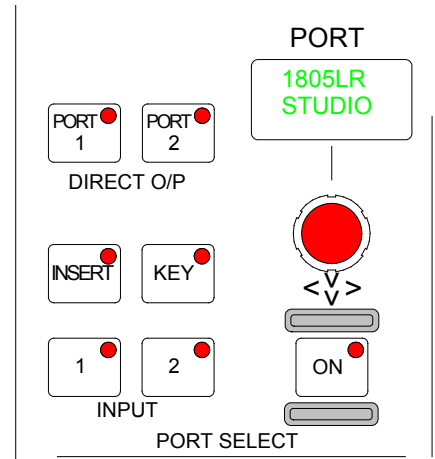 PORT
1805LR
STUDIO
PORT 1
PORT 2
DIRECT O/P
INSERT
KEY
< V V >
1
2
ON
INPUT
PORT SELECT